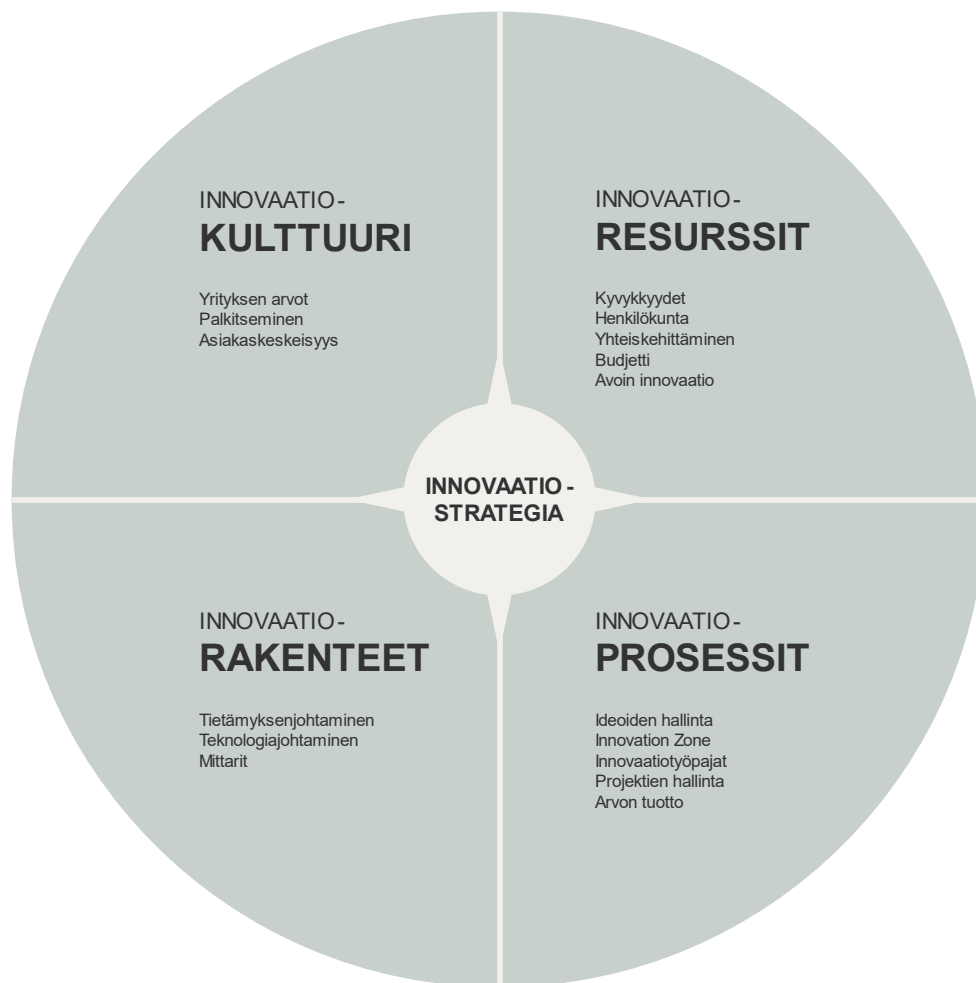 INNOVAATIO-
KULTTUURI
Yrityksen arvot
Palkitseminen
Asiakaskeskeisyys
INNOVAATIO-
RESURSSIT
Kyvykkyydet
Henkilökunta
Yhteiskehittäminen
Budjetti
Avoin innovaatio
INNOVAATIO-
STRATEGIA
INNOVAATIO-
RAKENTEET
Tietämyksenjohtaminen
Teknologiajohtaminen
Mittarit
INNOVAATIO-
PROSESSIT
Ideoiden hallinta
Innovation Zone
Innovaatiotyöpajat
Projektien hallinta
Arvon tuotto